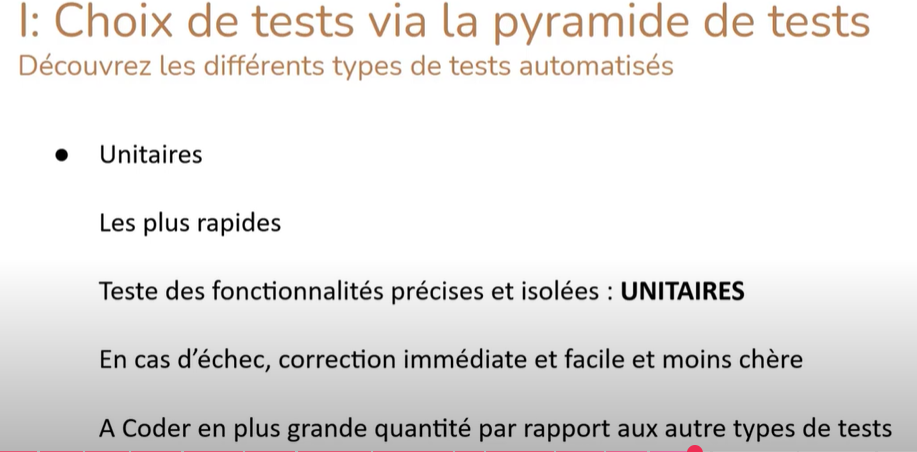 I: Choix de tests via la pyramide de tests
Découvrez les différents types de tests automatisés
● Unitaires
Les plus rapides
Teste des fonctionnalités précises et isolées : UNITAIRES
En cas d'échec, correction immédiate et facile et moins chère
A Coder en plus grande quantité par rapport aux autre types de tests